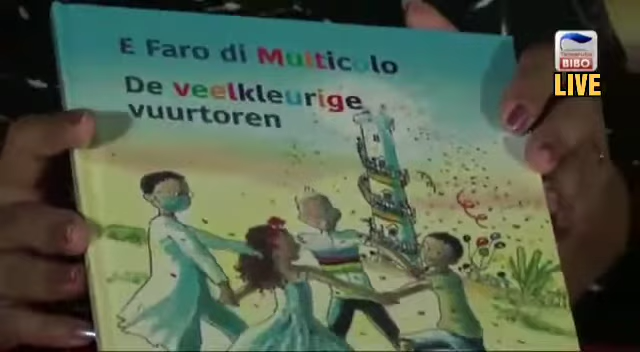 E Faro di Multicolo
De veelkleurige
vuurtoren
BIBO
LIVE